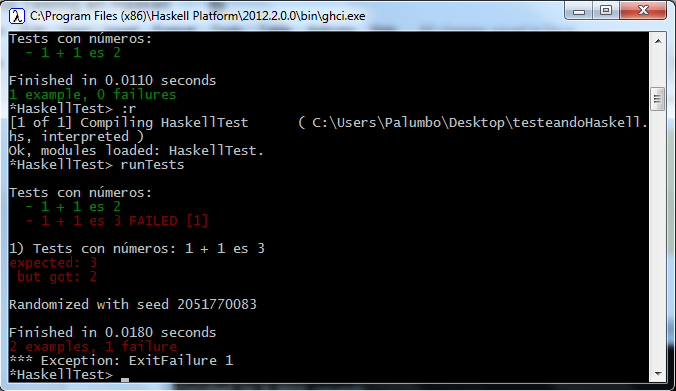 C:\Program Files (x86)\Haskell Platform\2012.2.0.0\bin\ghci.exe
Tests con números:
  - 1 + 1 es 2
Finished in 0.0110 seconds
1 example, 0 failures
*HaskellTest> :r
[1 of 1] Compiling HaskellTest      ( C:\Users\Palumbo\Desktop\testeandoHaskell.
hs, interpreted )
Ok, modules loaded: HaskellTest.
*HaskellTest> runTests
Tests con números:
  - 1 + 1 es 2
  - 1 + 1 es 3 FAILED [1]
1) Tests con números: 1 + 1 es 3
expected: 3
 but got: 2
Randomized with seed 2051770083
Finished in 0.0180 seconds
2 examples, 1 failure
*** Exception: ExitFailure 1
*HaskellTest> _